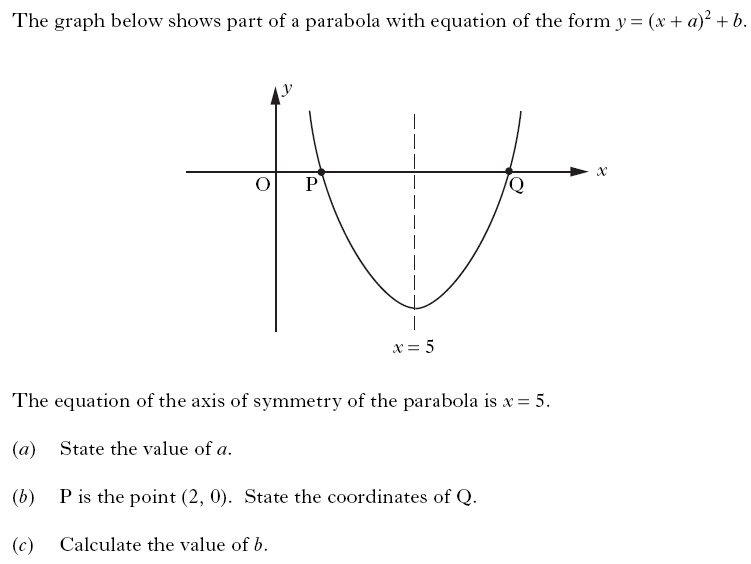 The graph below shows part of a parabola with equation of the form y = (x + a)² + b.
y
x
O
P
Q
x = 5
The equation of the axis of symmetry of the parabola is x = 5.
(a) State the value of a.
(b) P is the point (2, 0). State the coordinates of Q.
(c) Calculate the value of b.